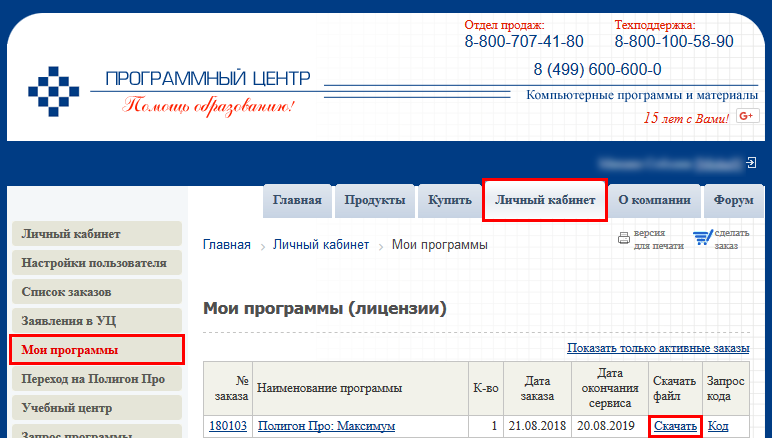 Отдел продаж:
8-800-707-41-80
Техподдержка:
8-800-100-58-90
8 (499) 600-600-0
ПРОГРАММНЫЙ ЦЕНТР
Помощь образованию!
Компьютерные программы и материалы
15 лет с Вами!
G+
Главная
Продукты
Купить
Личный кабинет
О компании
Форум
Личный кабинет
Настройки пользователя
Список заказов
Заявления в УЦ
Мои программы
Переход на Полигон Про
Учебный центр
Запрос программы
Главная › Личный кабинет › Мои программы
версия
для печати
сделать
заказ
Мои программы (лицензии)
Показать только активные заказы
№ заказа Наименование программы К-во Дата заказа Дата окончания сервиса Скачать файл Запрос кода
180103 Полигон Про: Максимум 1 21.08.2018 20.08.2019 Скачать Код